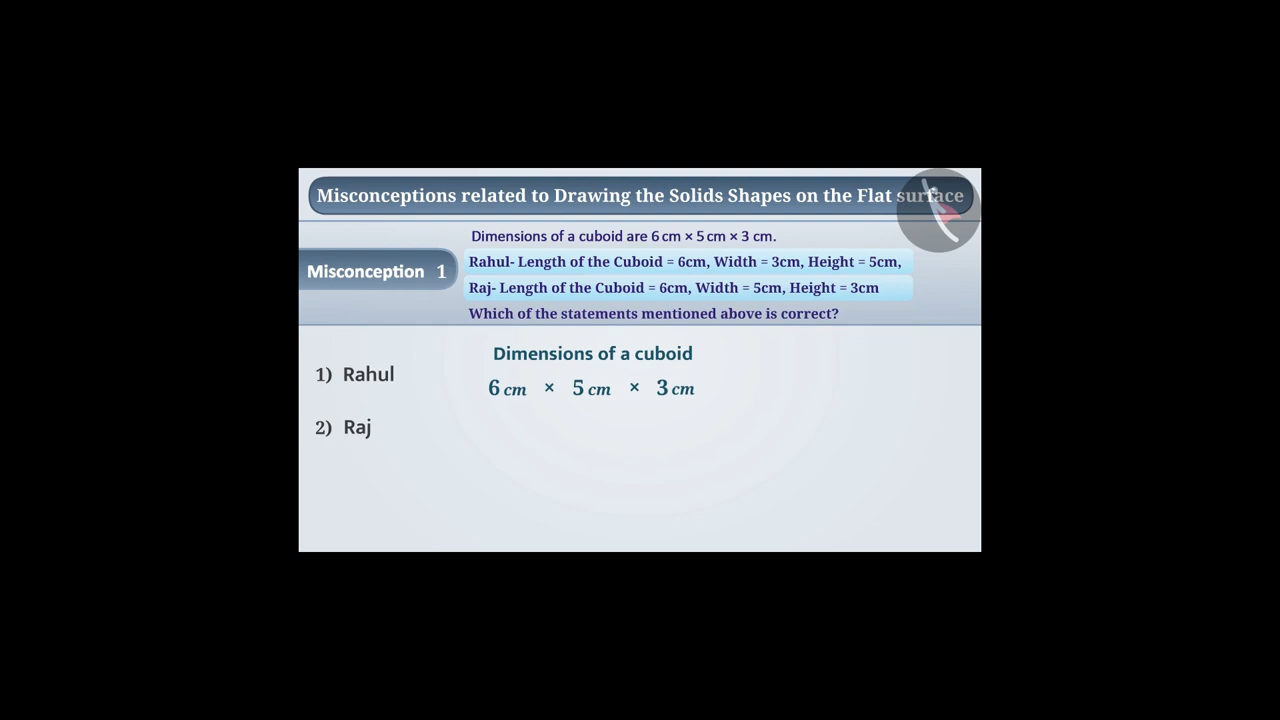 Misconceptions related to Drawing the Solids Shapes on the Flat surface
Dimensions of a cuboid are 6 cm × 5 cm × 3 cm.
Misconception 1
Rahul- Length of the Cuboid = 6cm, Width = 3cm, Height = 5cm,
Raj- Length of the Cuboid = 6cm, Width = 5cm, Height = 3cm
Which of the statements mentioned above is correct?
Dimensions of a cuboid
1) Rahul
6 cm × 5 cm × 3 cm
2) Raj